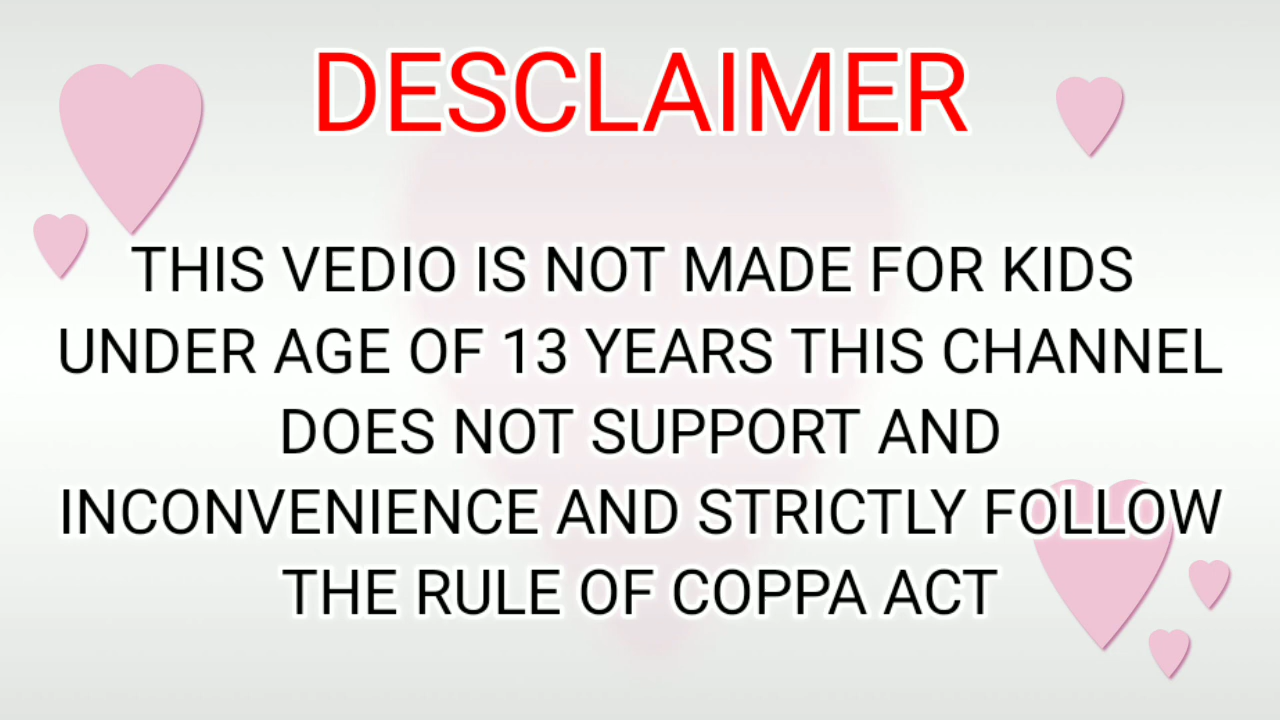 DESCLAIMER
THIS VEDIO IS NOT MADE FOR KIDS
UNDER AGE OF 13 YEARS THIS CHANNEL
DOES NOT SUPPORT AND
INCONVENIENCE AND STRICTLY FOLLOW
THE RULE OF COPPA ACT